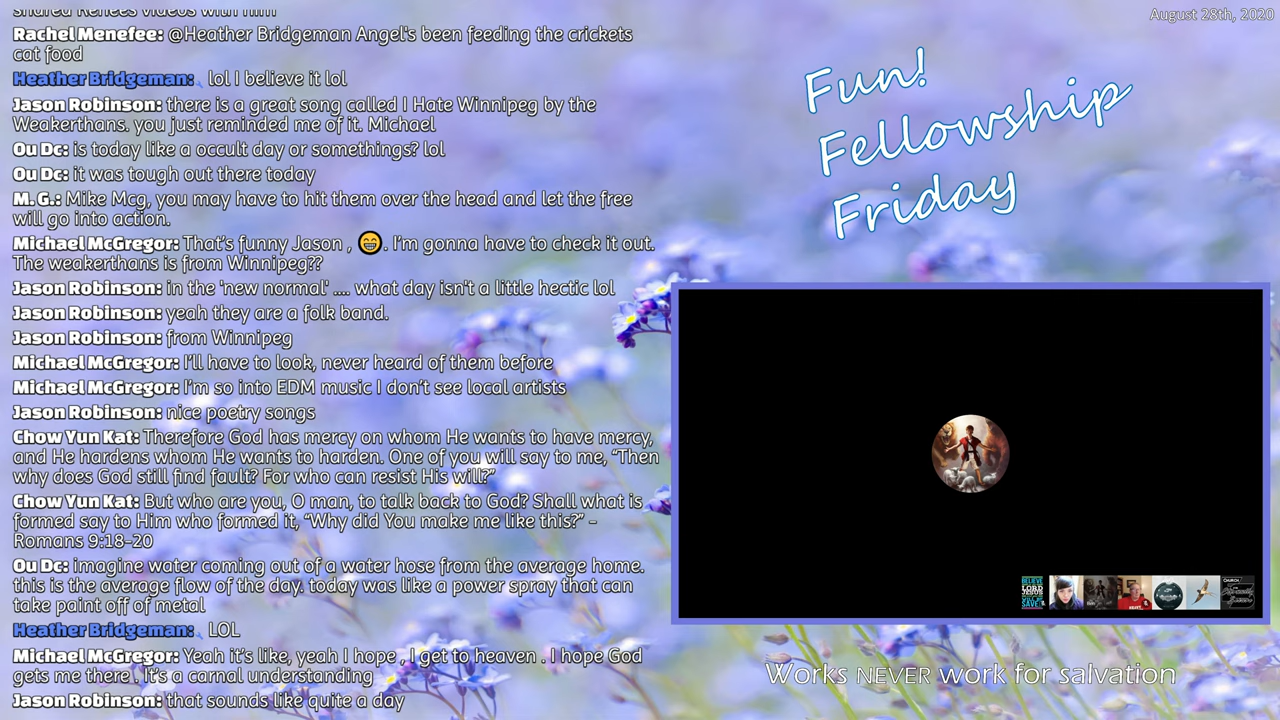 shared Renees videos with him
Rachel Menefee: @Heather Bridgeman Angel's been feeding the crickets
cat food
Heather Bridgeman: lol I believe it lol
Jason Robinson: there is a great song called I Hate Winnipeg by the
Weakerthans. you just reminded me of it. Michael
Ou Dc: is today like a occult day or somethings? lol
Ou Dc: it was tough out there today
M. G.: Mike Mcg, you may have to hit them over the head and let the free
will go into action.
Michael McGregor: That's funny Jason , 😁. I'm gonna have to check it out.
The weakerthans is from Winnipeg??
Jason Robinson: in the 'new normal' .... what day isn't a little hectic lol
Jason Robinson: yeah they are a folk band.
Jason Robinson: from Winnipeg
Michael McGregor: I'll have to look, never heard of them before
Michael McGregor: I'm so into EDM music I don't see local artists
Jason Robinson: nice poetry songs
Chow Yun Kat: Therefore God has mercy on whom He wants to have mercy,
and He hardens whom He wants to harden. One of you will say to me, “Then
why does God still find fault? For who can resist His will?”
Chow Yun Kat: But who are you, O man, to talk back to God? Shall what is
formed say to Him who formed it, “Why did You make me like this?” -
Romans 9:18-20
Ou Dc: imagine water coming out of a water hose from the average home.
this is the average flow of the day. today was like a power spray that can
take paint off of metal
Heather Bridgeman: LOL
Michael McGregor: Yeah it's like, yeah I hope , I get to heaven . I hope God
gets me there . It's a carnal understanding
Jason Robinson: that sounds like quite a day
August 28th, 2020
Fun!
Fellowship
Friday
BELIEVE
LORD
SAVE
CHURCH
Works NEVER work for salvation